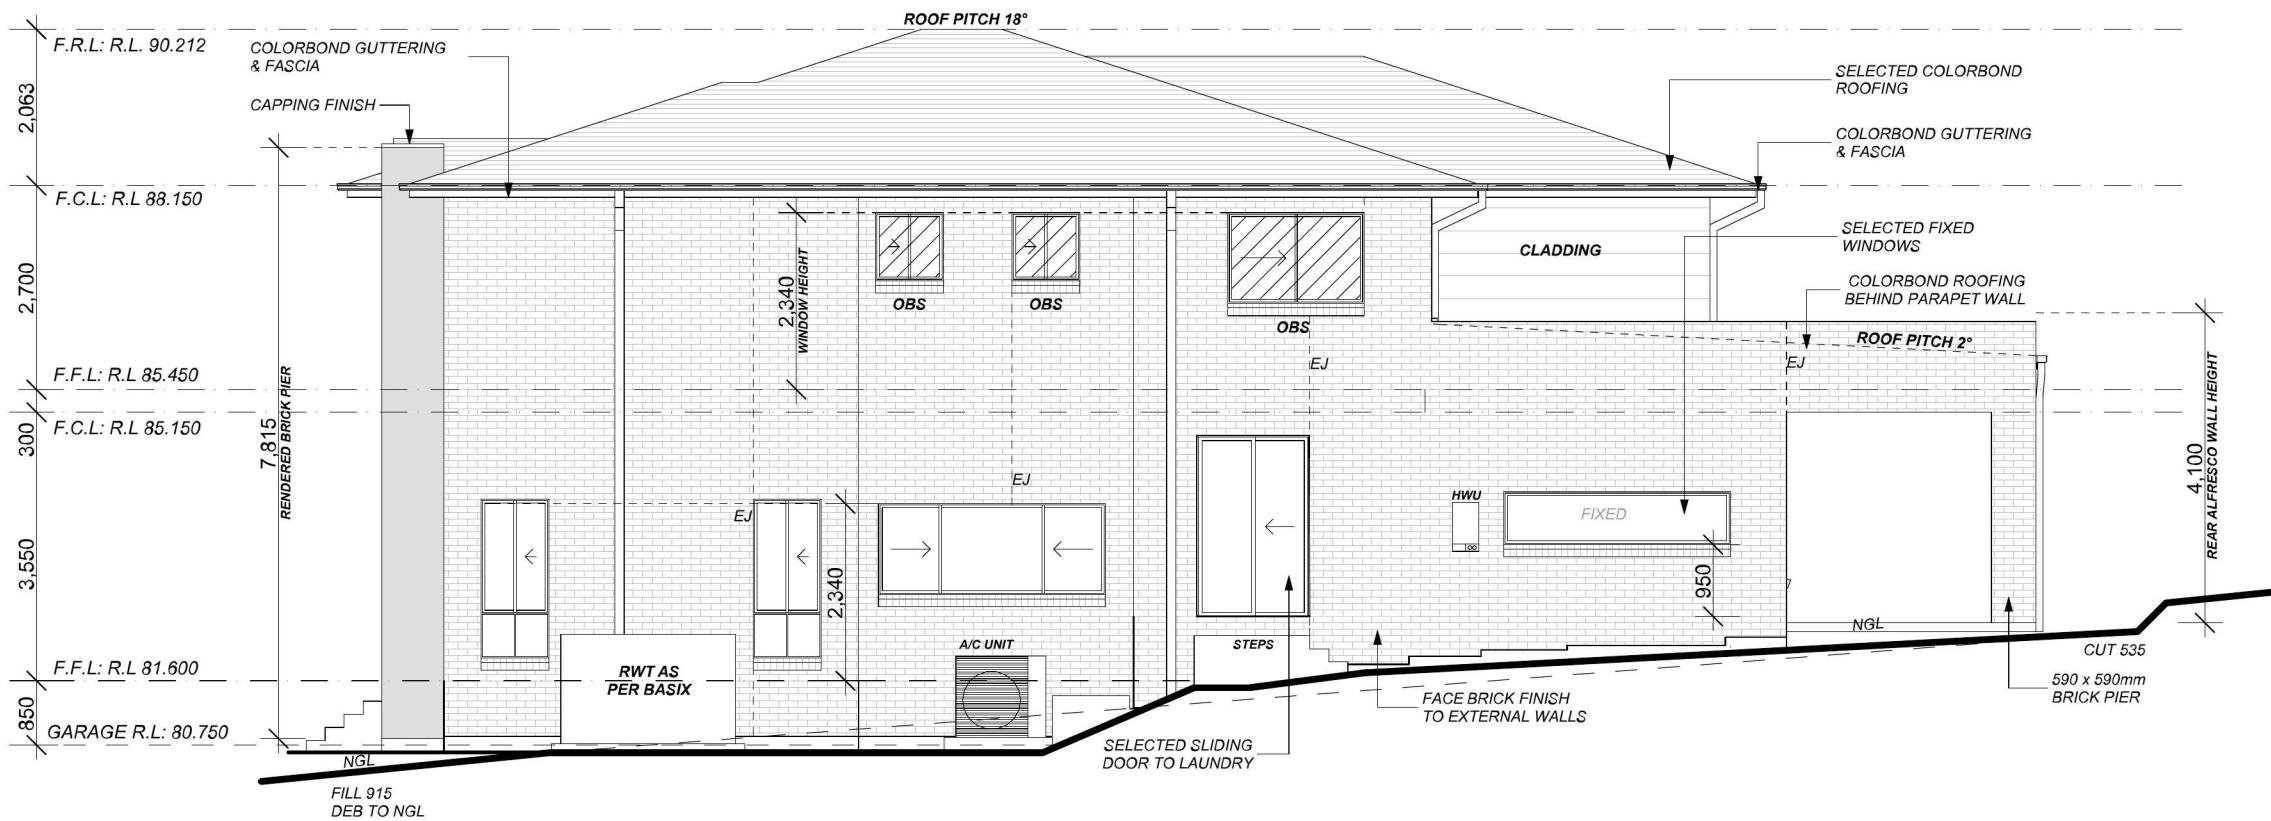 ROOF PITCH 18°
F.R.L: R.L. 90.212
COLORBOND GUTTERING
& FASCIA
CAPPING FINISH
2,063
SELECTED COLORBOND
ROOFING
COLORBOND GUTTERING
& FASCIA
F.C.L: R.L 88.150
SELECTED FIXED
WINDOWS
CLADDING
2,700
2,340
WINDOW HEIGHT
OBS
OBS
OBS
COLORBOND ROOFING
BEHIND PARAPET WALL
ROOF PITCH 2°
EJ
EJ
F.F.L: R.L 85.450
F.C.L: R.L 85.150
300
7,815
RENDERED BRICK PIER
4,100
REAR ALFRESCO WALL HEIGHT
EJ
EJ
HWU
FIXED
3,550
2,340
950
A/C UNIT
STEPS
NGL
CUT 535
F.F.L: R.L 81.600
RWT AS
PER BASIX
590 x 590mm
BRICK PIER
FACE BRICK FINISH
TO EXTERNAL WALLS
850
GARAGE R.L: 80.750
SELECTED SLIDING
DOOR TO LAUNDRY
NGL
FILL 915
DEB TO NGL